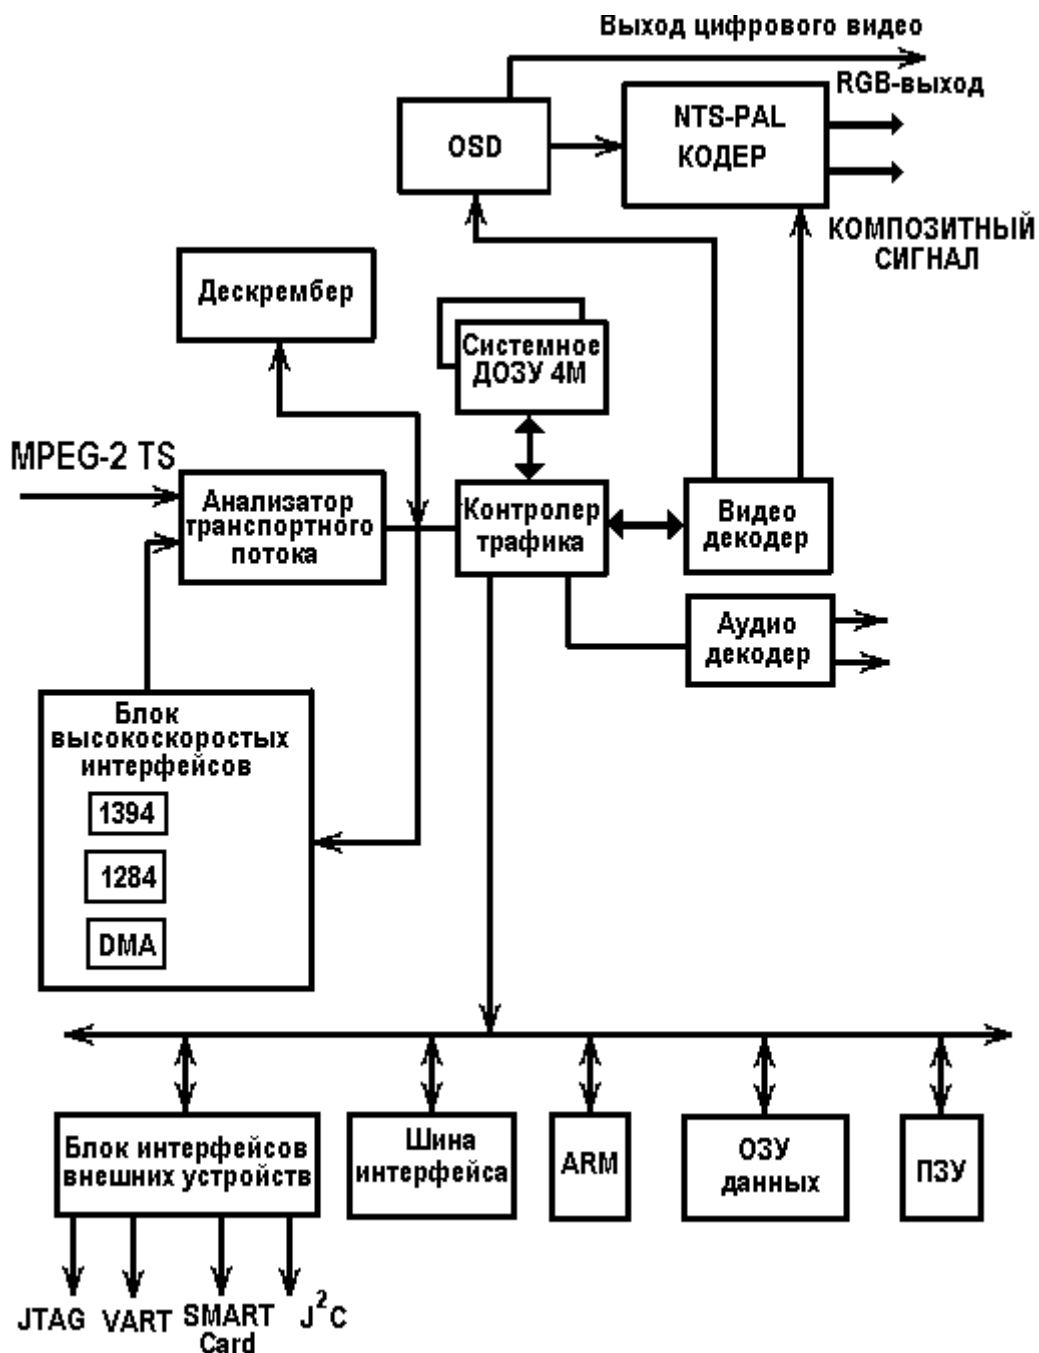 Выход цифрового видео
RGB-выход
OSD
NTS-PAL
КОДЕР
КОМПОЗИТНЫЙ
СИГНАЛ
Дескрембер
Системное
ДОЗУ 4М
MPEG-2 TS
Анализатор
транспортного
потока
Контролер
трафика
Видео
декодер
Аудио
декодер
Блок
высокоскоростых
интерфейсов
1394
1284
DMA
Блок интерфейсов
внешних устройств
Шина
интерфейса
ARM
ОЗУ
данных
ПЗУ
JTAG
VART
SMART
Card
J²C